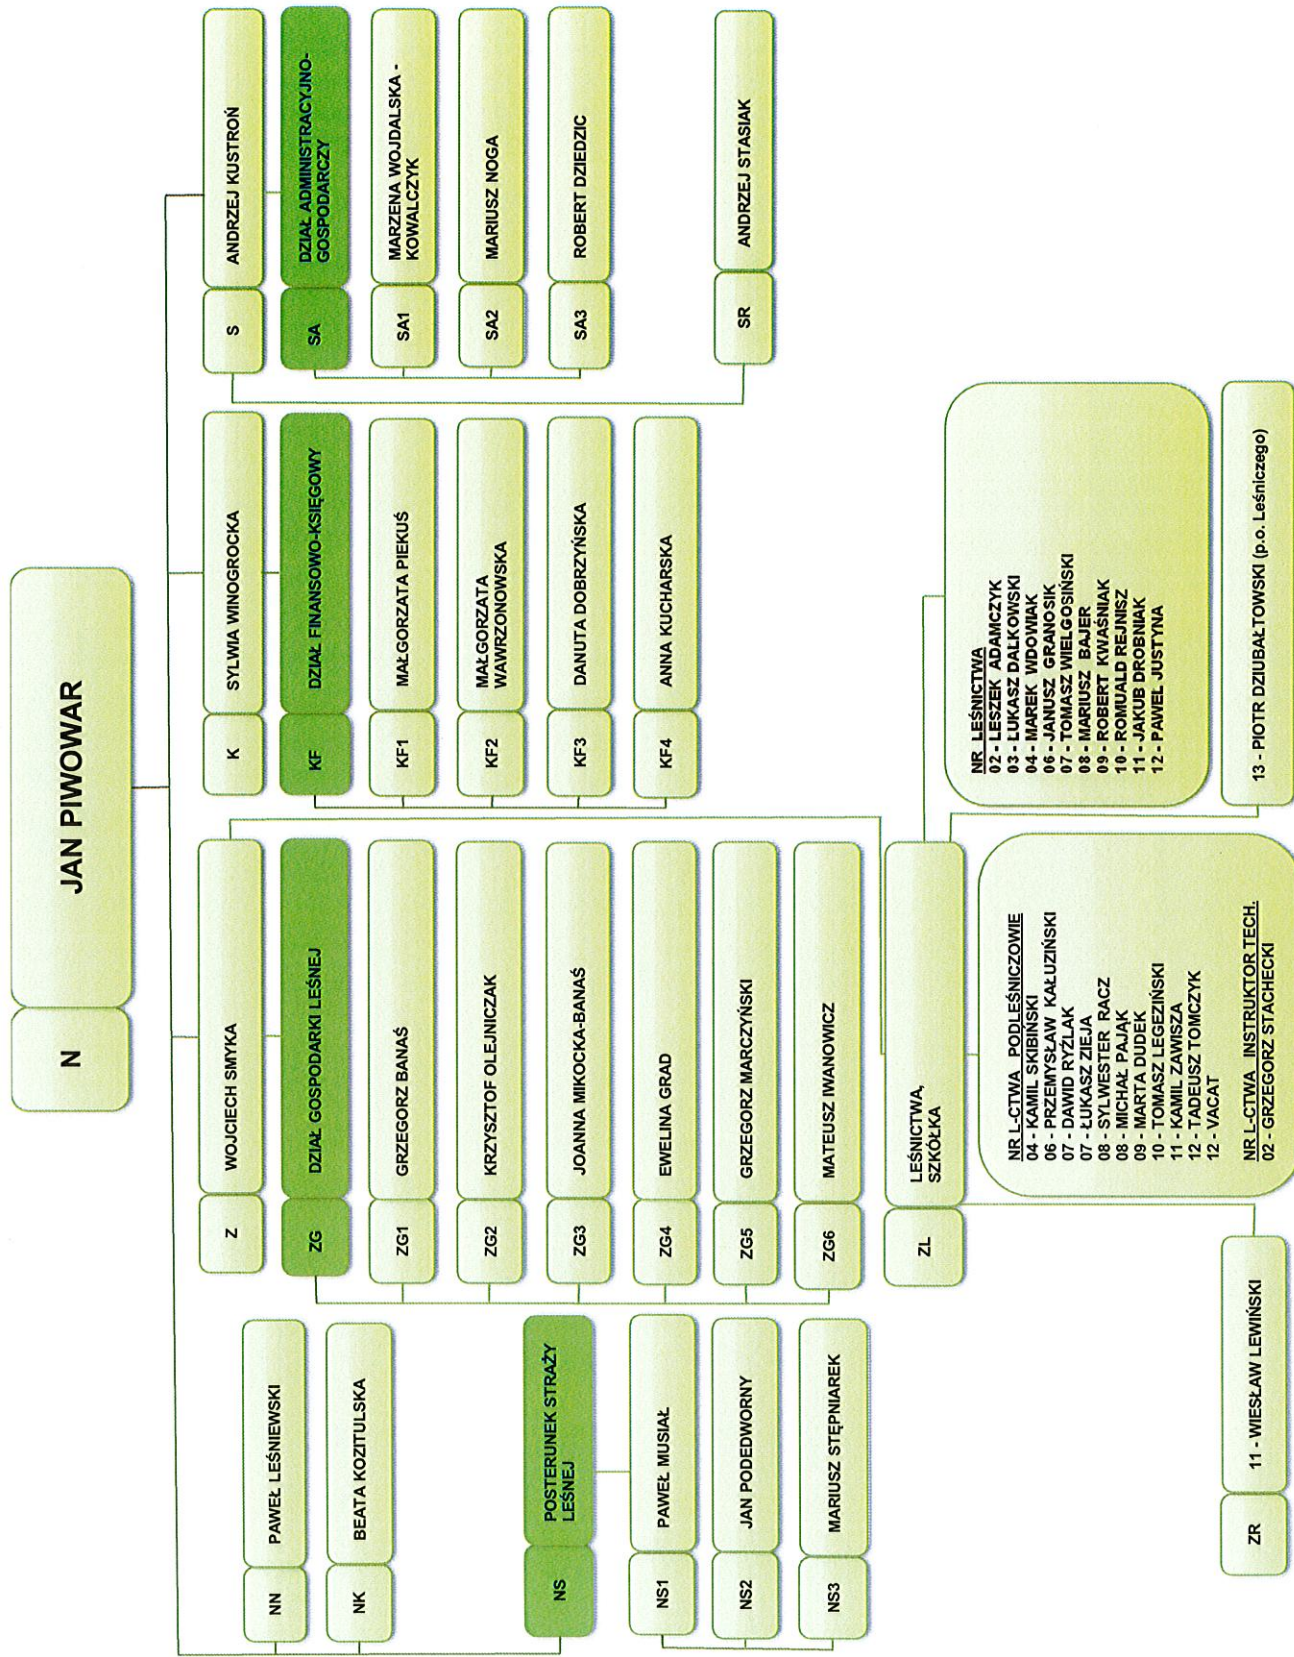 N
JAN PIWOWAR
NN
PAWEŁ LEŚNIEWSKI
NK
BEATA KOZITULSKA
NS
POSTERUNEK STRAŻY
LEŚNEJ
NS1
PAWEŁ MUSIAŁ
NS2
JAN PODEDWORNY
NS3
MARIUSZ STĘPNIAREK
Z
WOJCIECH SMYKA
ZG
DZIAŁ GOSPODARKI LEŚNEJ
ZG1
GRZEGORZ BANAŚ
ZG2
KRZYSZTOF OLEJNICZAK
ZG3
JOANNA MIKOCKA-BANAŚ
ZG4
EWELINA GRAD
ZG5
GRZEGORZ MARCZYŃSKI
ZG6
MATEUSZ IWANOWICZ
ZL
LEŚNICTWA,
SZKÓŁKA
K
SYLWIA WINOGROCKA
KF
DZIAŁ FINANSOWO-KSIĘGOWY
KF1
MAŁGORZATA PIEKUŚ
KF2
MAŁGORZATA
WAWRZONOWSKA
KF3
DANUTA DOBRZYŃSKA
KF4
ANNA KUCHARSKA
S
ANDRZEJ KUSTROŃ
SA
DZIAŁ ADMINISTRACYJNO-
GOSPODARCZY
SA1
MARZENA WOJDALSKA -
KOWALCZYK
SA2
MARIUSZ NOGA
SA3
ROBERT DZIEDZIC
SR
ANDRZEJ STASIAK
NR L-CTWA PODLEŚNICZOWIE
04 - KAMIL SKIBIŃSKI
06 - PRZEMYSŁAW KAŁUZIŃSKI
07 - DAWID RYŹLAK
07 - ŁUKASZ ZIEJA
08 - SYLWESTER RACZ
08 - MICHAŁ PAJĄK
09 - MARTA DUDEK
10 - TOMASZ LEGEZIŃSKI
11 - KAMIL ZAWISZA
12 - TADEUSZ TOMCZYK
12 - VACAT
NR L-CTWA INSTRUKTOR TECH.
02 - GRZEGORZ STACHECKI
NR LEŚNICTWA
02 - LESZEK ADAMCZYK
03 - ŁUKASZ DALKOWSKI
04 - MAREK WDOWIAK
06 - JANUSZ GRANOSIK
07 - TOMASZ WIELGOSIŃSKI
08 - MARIUSZ BAJER
09 - ROBERT KWAŚNIAK
10 - ROMUALD REJNISZ
11 - JAKUB DROBNIAK
12 - PAWEŁ JUSTYNA
ZR
11 - WIESŁAW LEWIŃSKI
13 - PIOTR DZIUBAŁTOWSKI (p.o. Leśniczego)